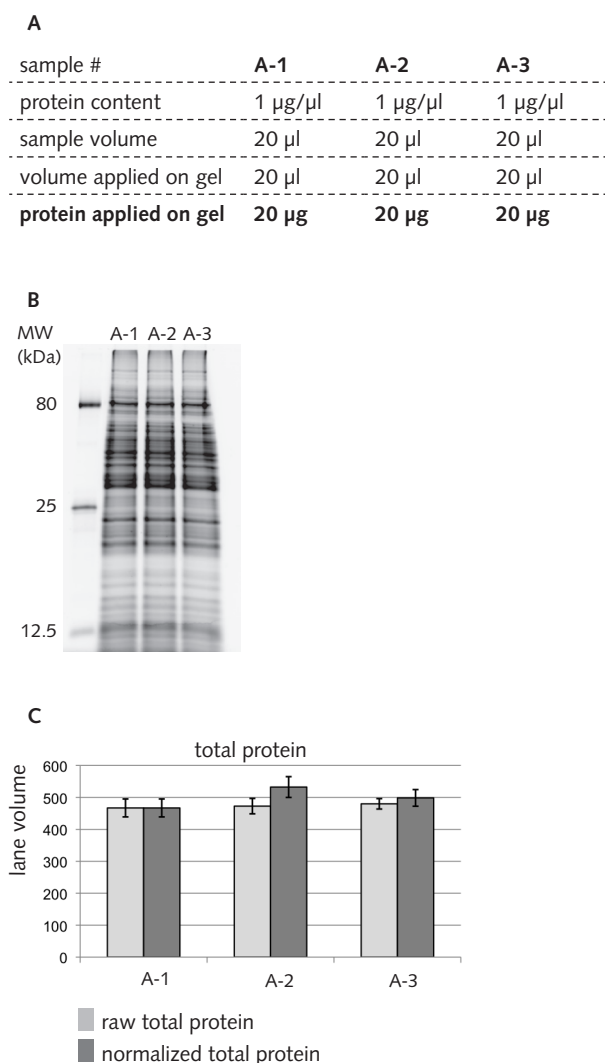 A
sample # A-1 A-2 A-3
protein content 1 µg/µl 1 µg/µl 1 µg/µl
sample volume 20 µl 20 µl 20 µl
volume applied on gel 20 µl 20 µl 20 µl
protein applied on gel 20 µg 20 µg 20 µg
B
MW A-1 A-2 A-3
(kDa)
80
25
12.5
C
total protein
600
500
400
300
200
100
0
lane volume
A-1 A-2 A-3
raw total protein
normalized total protein